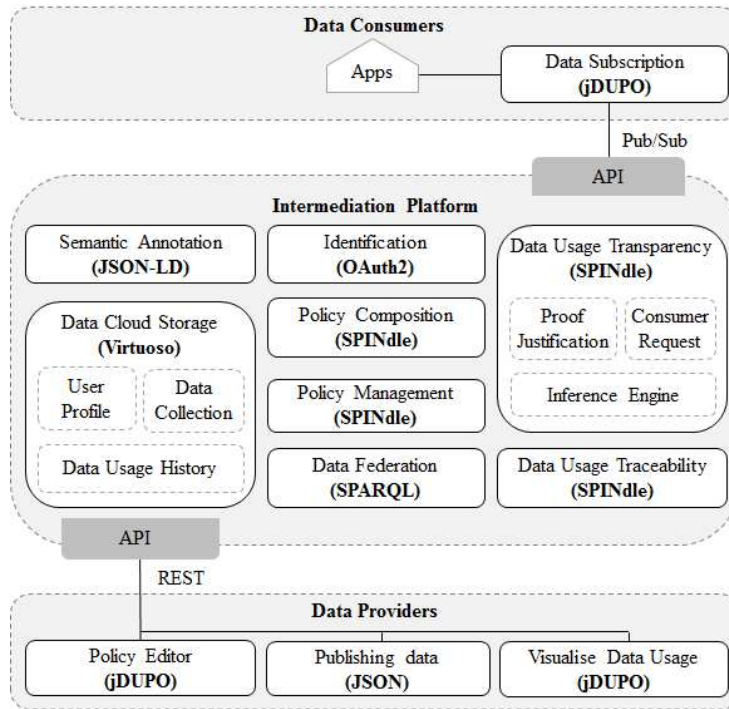 Data Consumers
Apps
Data Subscription
(jDUPO)
Pub/Sub
API
Intermediation Platform
Semantic Annotation
(JSON-LD)
Identification
(OAuth2)
Data Usage Transparency
(SPINdle)
Proof
Justification
Consumer
Request
Inference Engine
Data Cloud Storage
(Virtuoso)
User
Profile
Data
Collection
Data Usage History
Policy Composition
(SPINdle)
Policy Management
(SPINdle)
Data Federation
(SPARQL)
Data Usage Traceability
(SPINdle)
API
REST
Data Providers
Policy Editor
(jDUPO)
Publishing data
(JSON)
Visualise Data Usage
(jDUPO)